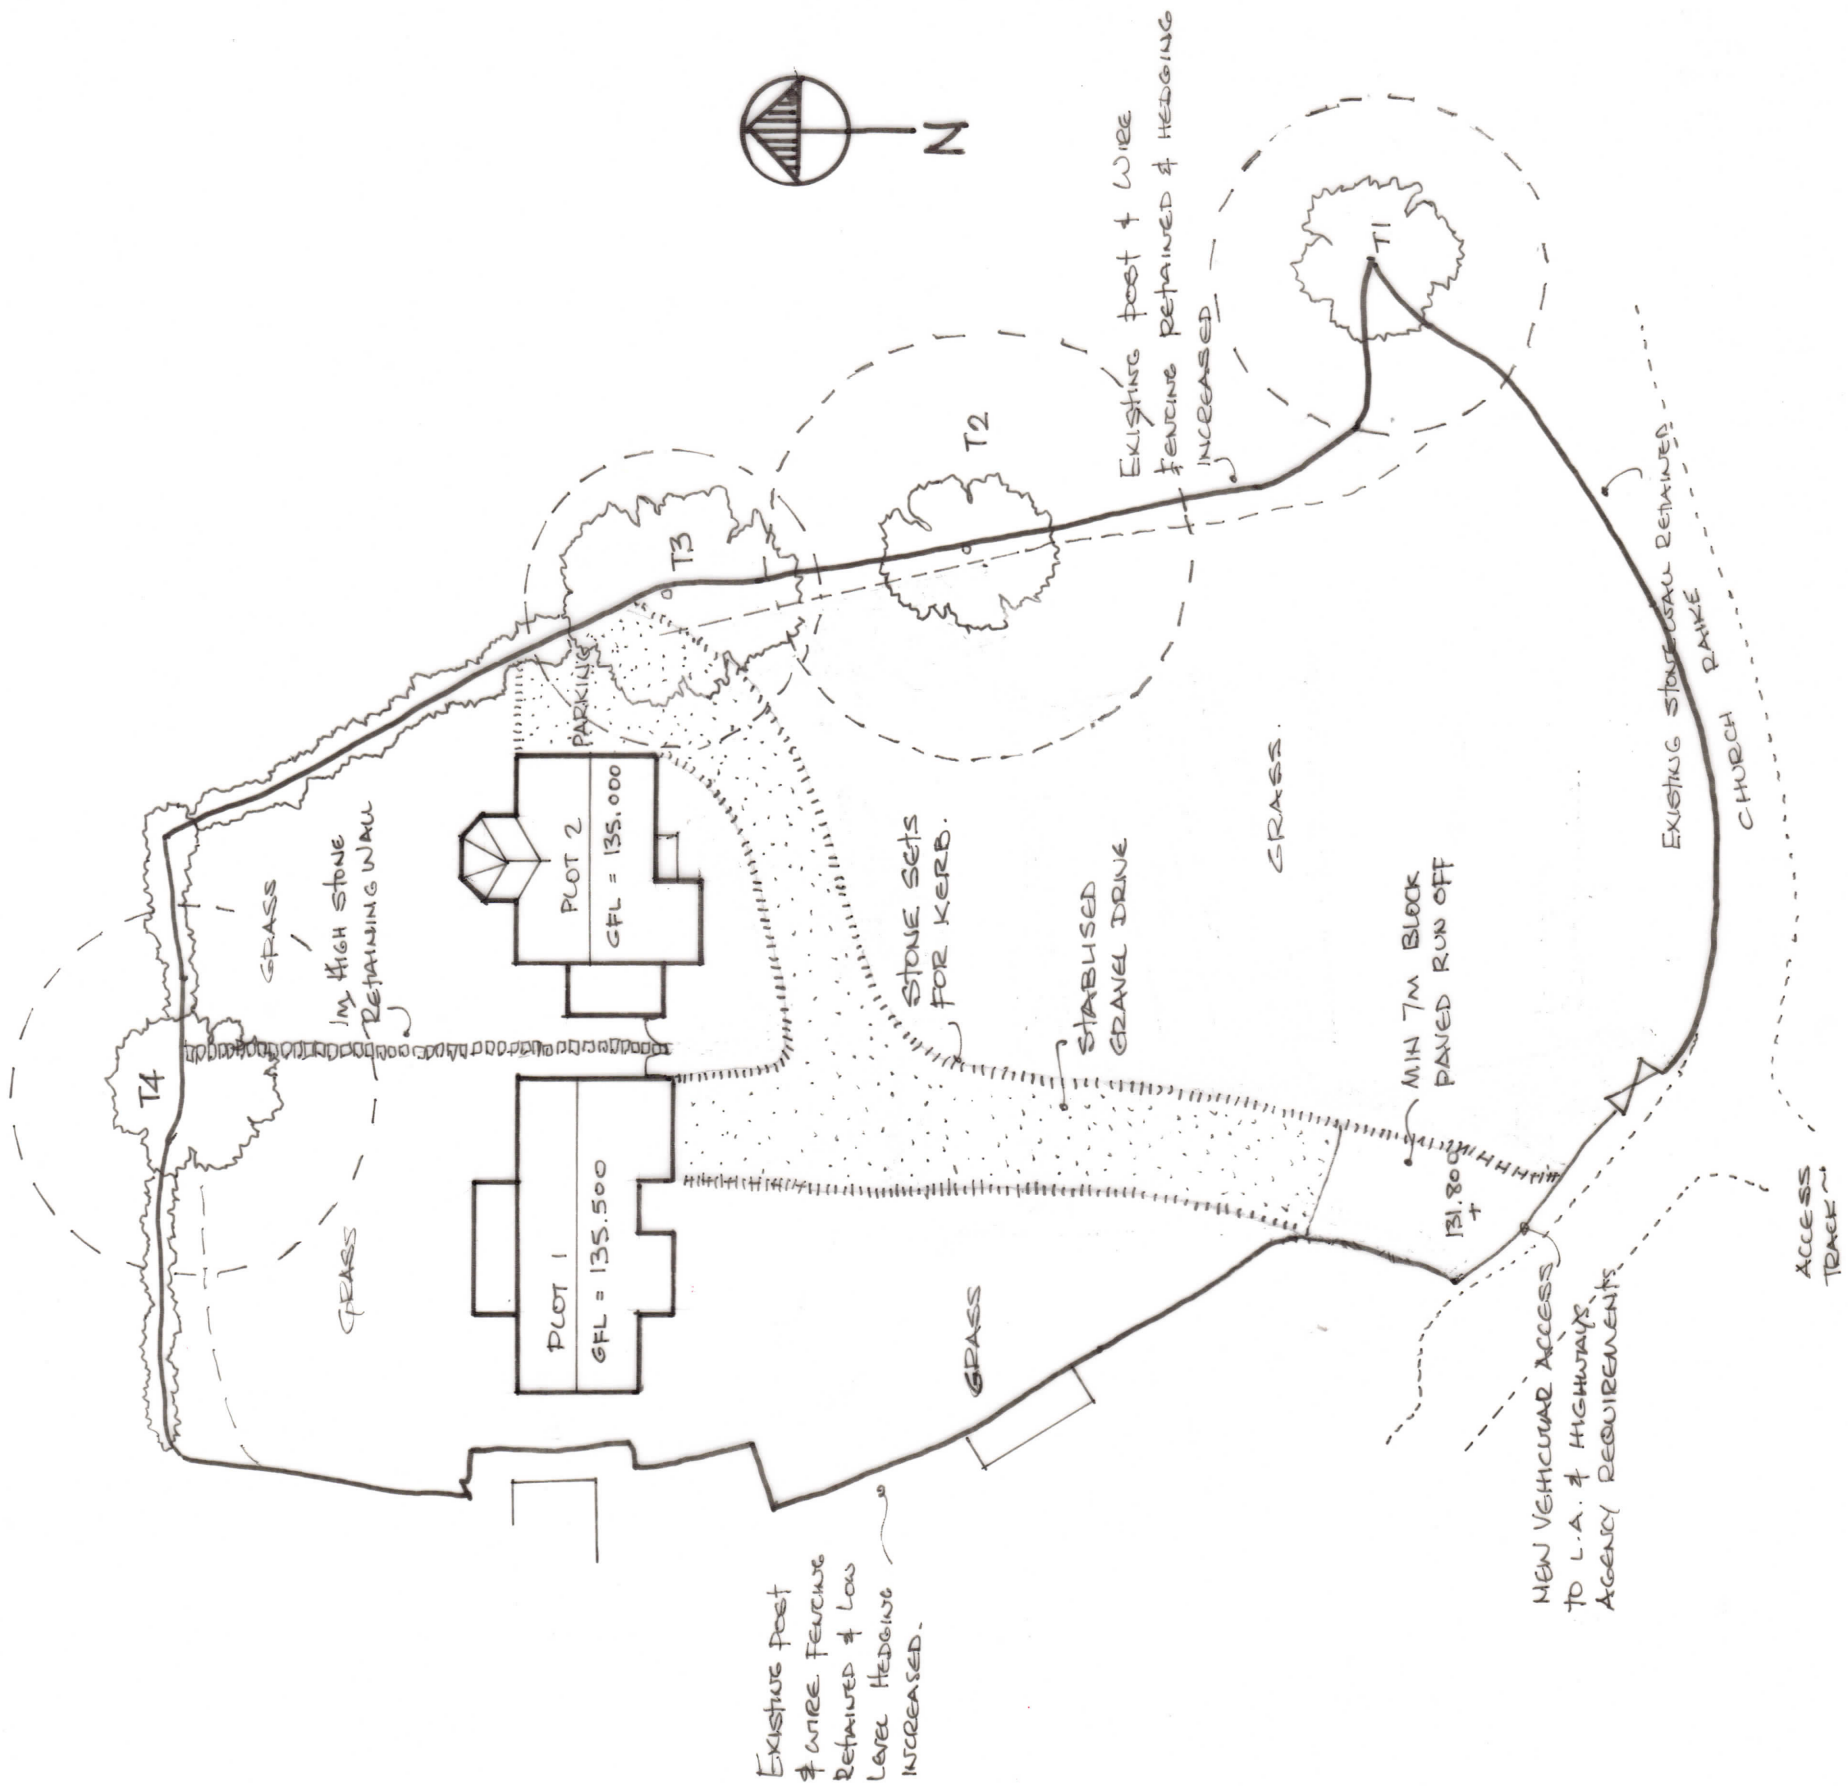 N
T1
EXISTING POST & WIRE
FENCING RETAINED & HEDGING
INCREASED
T2
T3
T4
PARKING
PLOT 2
GFL = 135.000
GRASS
1M HIGH STONE
RETAINING WALL
GRASS
PLOT 1
GFL = 135.500
STONE SETS
FOR KERB.
STABLISED
GRAVEL DRIVE
GRASS.
MIN 7M BLOCK
PAVED RUN OFF
131.800
+
EXISTING STONE WALL RETAINED
CHURCH RAIKE
GRASS
ACCESS
TRACK
NEW VEHICULAR ACCESS
TO L.A. & HIGHWAYS
AGENCY REQUIREMENTS
EXISTING POST
& WIRE FENCING
RETAINED & LOW
LEVEL HEDGING
INCREASED.